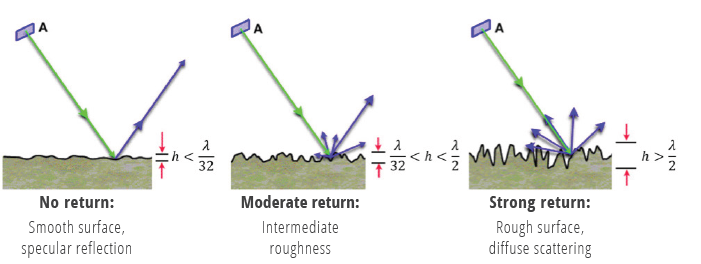 A
A
A
h < λ/32
λ/32 < h < λ/2
h > λ/2
No return:
Smooth surface,
specular reflection
Moderate return:
Intermediate
roughness
Strong return:
Rough surface,
diffuse scattering